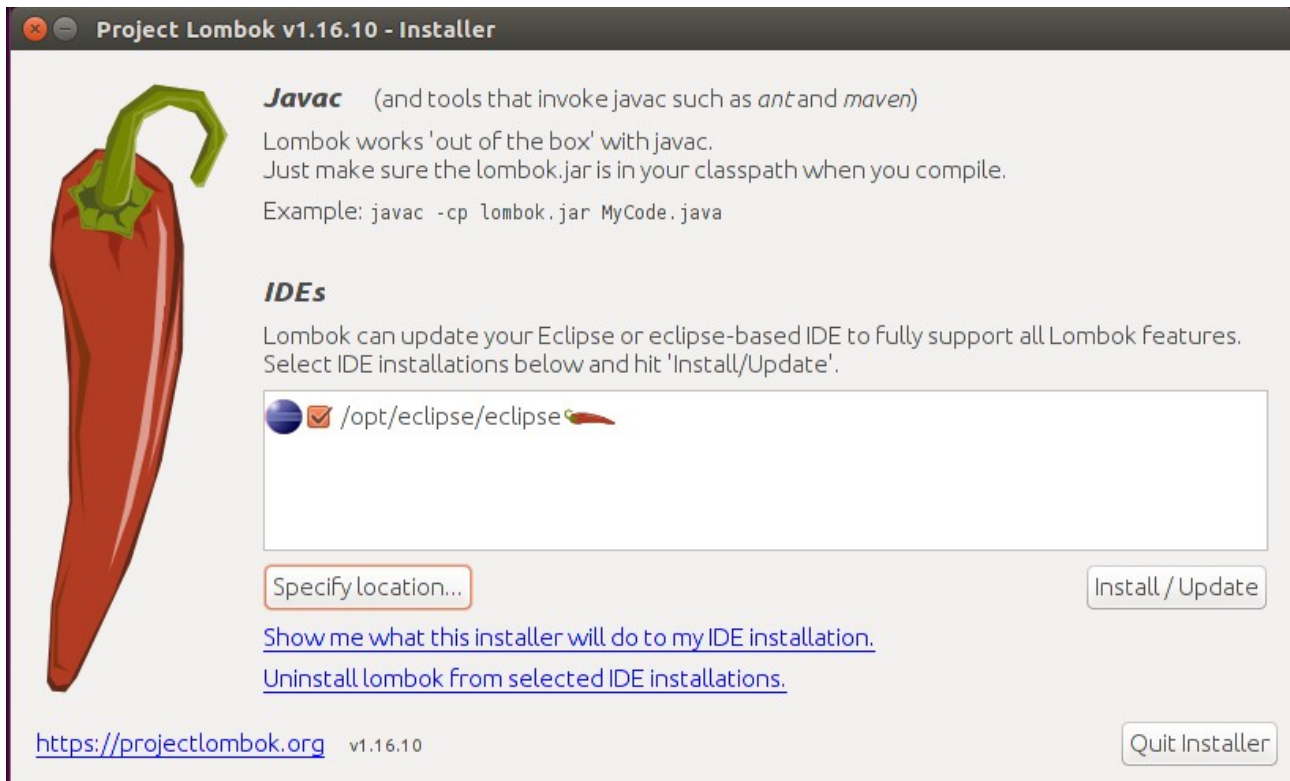 Project Lombok v1.16.10 - Installer
Javac (and tools that invoke javac such as ant and maven)
Lombok works 'out of the box' with javac.
Just make sure the lombok.jar is in your classpath when you compile.
Example: javac -cp lombok.jar MyCode.java
IDEs
Lombok can update your Eclipse or eclipse-based IDE to fully support all Lombok features.
Select IDE installations below and hit 'Install/Update'.
/opt/eclipse/eclipse
Specify location... Install / Update
Show me what this installer will do to my IDE installation.
Uninstall lombok from selected IDE installations.
https://projectlombok.org v1.16.10 Quit Installer